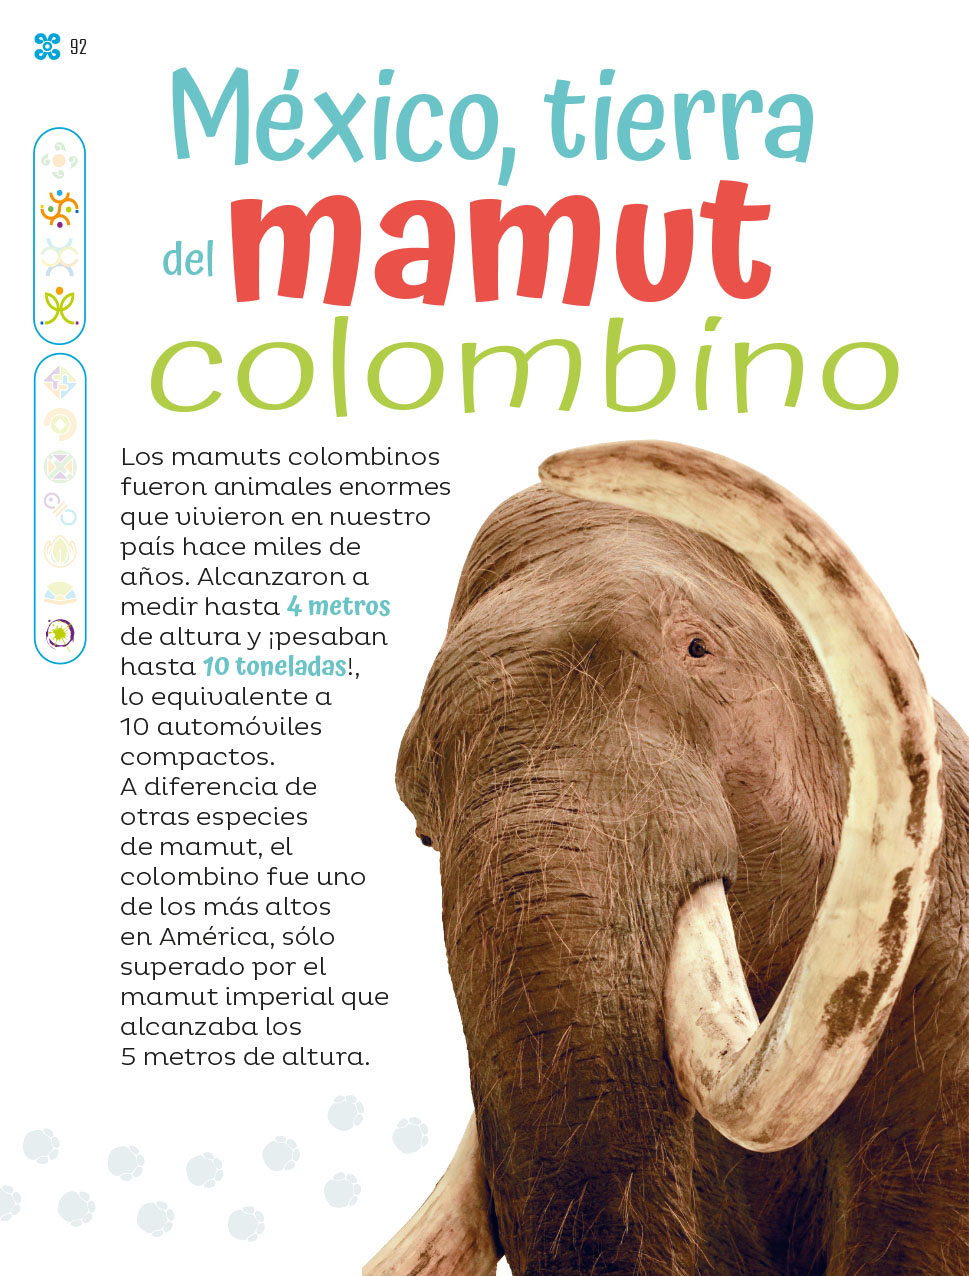 92
México, tierra
del mamut
colombino
Los mamuts colombinos
fueron animales enormes
que vivieron en nuestro
país hace miles de
años. Alcanzaron a
medir hasta 4 metros
de altura y ¡pesaban
hasta 10 toneladas!,
lo equivalente a
10 automóviles
compactos.
A diferencia de
otras especies
de mamut, el
colombino fue uno
de los más altos
en América, sólo
superado por el
mamut imperial que
alcanzaba los
5 metros de altura.